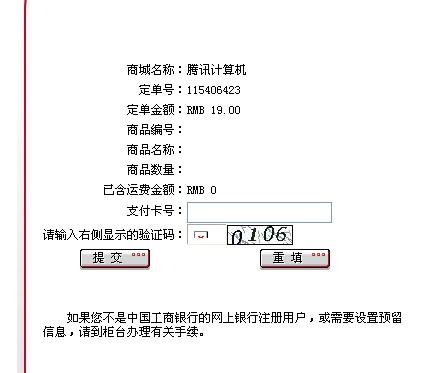 商城名称：腾讯计算机
定单号：115406423
定单金额：RMB 19.00
商品编号：
商品名称：
商品数量：
已含运费金额：RMB 0
支付卡号：
请输入右侧显示的验证码： 0106
提 交 重 填
如果您不是中国工商银行的网上银行注册用户，或需要设置预留
信息，请到柜台办理有关手续。